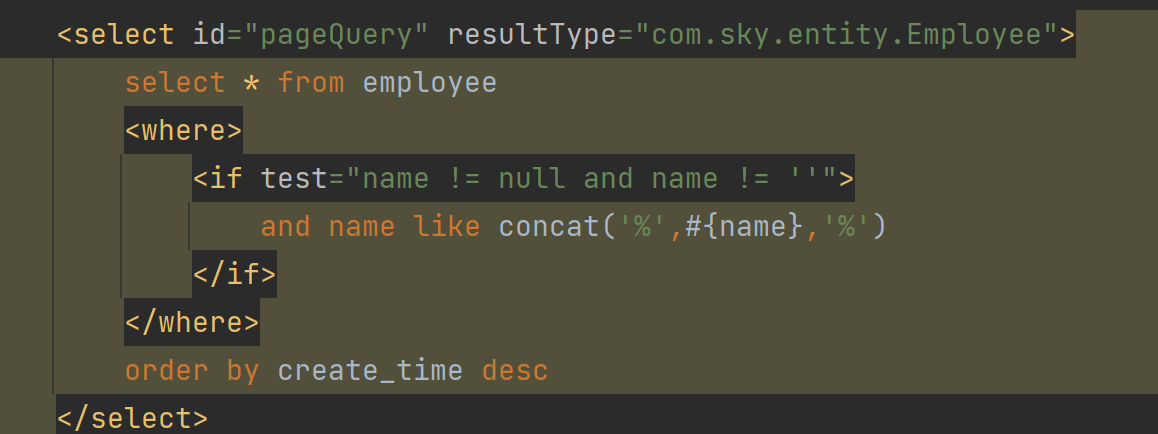 <select id="pageQuery" resultType="com.sky.entity.Employee">
select * from employee
<where>
<if test="name != null and name != ''">
and name like concat('%',#{name},'%')
</if>
</where>
order by create_time desc
</select>